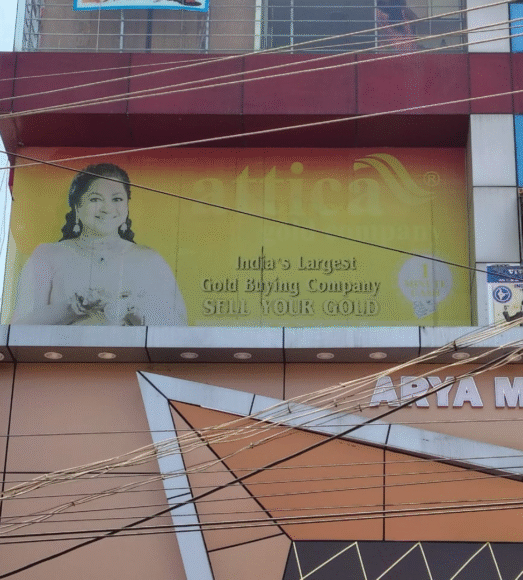 attica
®
India's Largest
Gold Buying Company
SELL YOUR GOLD
ARYA M